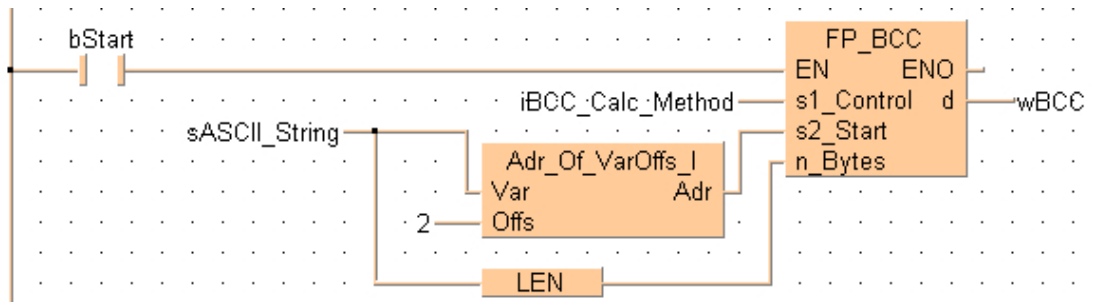 bStart
FP_BCC
EN ENO
iBCC_Calc_Method s1_Control d wBCC
sASCII_String s2_Start
Adr_Of_VarOffs_I n_Bytes
Var Adr
2 Offs
LEN